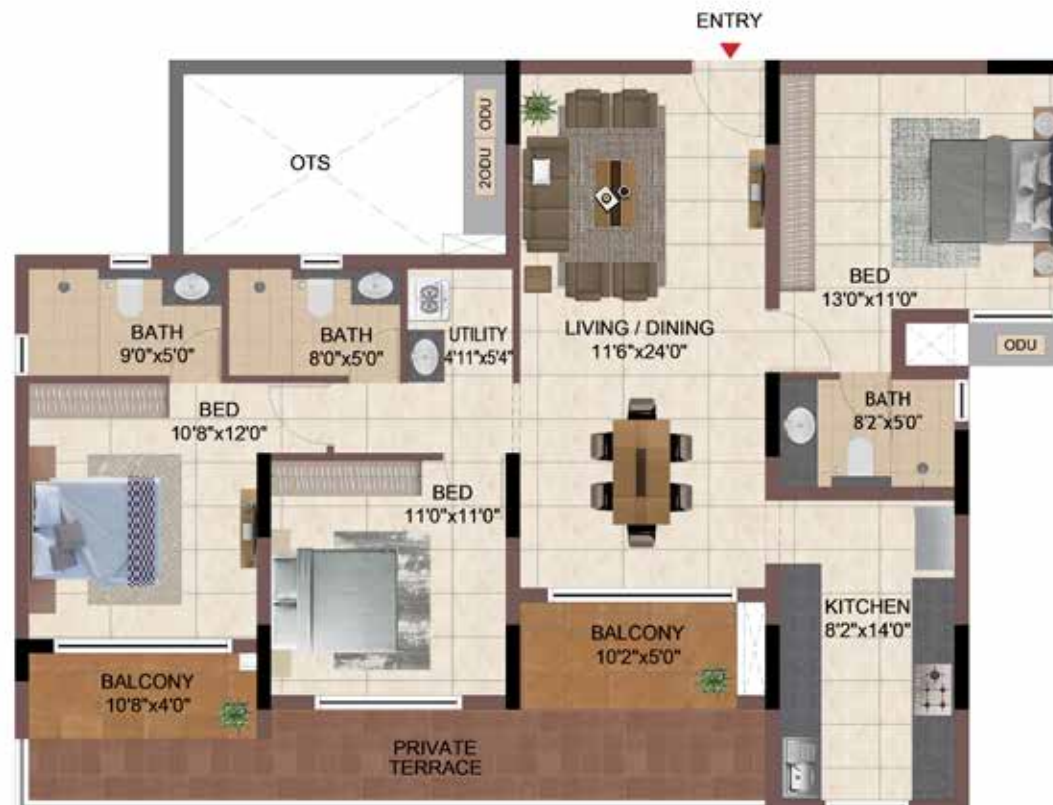 ENTRY
OTS
2ODU ODU
BED
13'0"x11'0"
ODU
BATH
9'0"x5'0"
BATH
8'0"x5'0"
UTILITY
4'11"x5'4"
LIVING / DINING
11'6"x24'0"
BATH
8'2"x5'0"
BED
10'8"x12'0"
BED
11'0"x11'0"
KITCHEN
8'2"x14'0"
BALCONY
10'2"x5'0"
BALCONY
10'8"x4'0"
PRIVATE
TERRACE